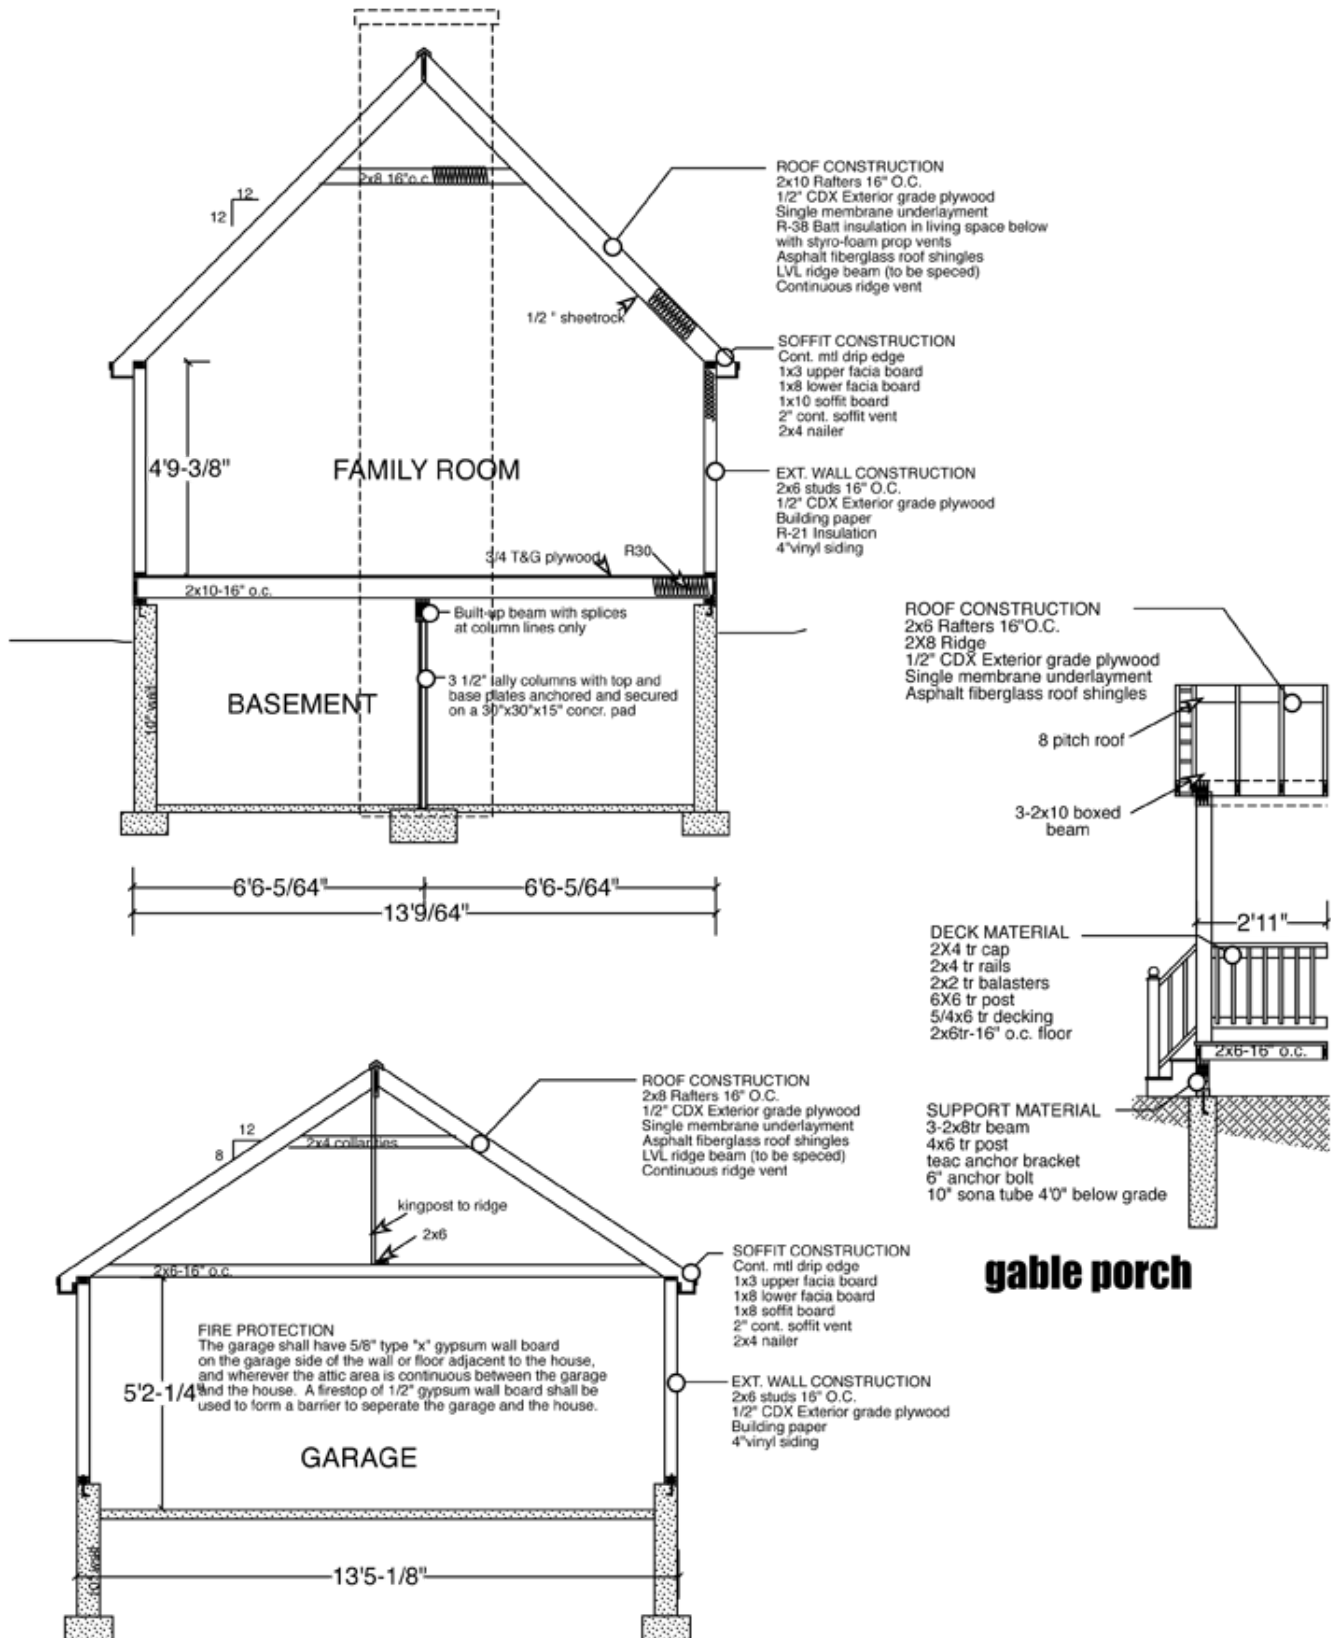 ROOF CONSTRUCTION
2x10 Rafters 16" O.C.
1/2" CDX Exterior grade plywood
Single membrane underlayment
R-38 Batt insulation in living space below
with styro-foam prop vents
Asphalt fiberglass roof shingles
LVL ridge beam (to be speced)
Continuous ridge vent
2x8 16"o.c.
12
12
1/2 " sheetrock
SOFFIT CONSTRUCTION
Cont. mtl drip edge
1x3 upper facia board
1x8 lower facia board
1x10 soffit board
2" cont. soffit vent
2x4 nailer
4'9-3/8"
FAMILY ROOM
EXT. WALL CONSTRUCTION
2x6 studs 16" O.C.
1/2" CDX Exterior grade plywood
Building paper
R-21 Insulation
4"vinyl siding
3/4 T&G plywood
R30
2x10-16" o.c.
Built-up beam with splices
at column lines only
3 1/2" lally columns with top and
base plates anchored and secured
on a 30"x30"x15" concr. pad
BASEMENT
10" wall
6'6-5/64"
6'6-5/64"
13'9/64"
ROOF CONSTRUCTION
2x6 Rafters 16"O.C.
2X8 Ridge
1/2" CDX Exterior grade plywood
Single membrane underlayment
Asphalt fiberglass roof shingles
8 pitch roof
3-2x10 boxed
beam
2'11"
DECK MATERIAL
2X4 tr cap
2x4 tr rails
2x2 tr balasters
6X6 tr post
5/4x6 tr decking
2x6tr-16" o.c. floor
2x6-16" o.c.
SUPPORT MATERIAL
3-2x8tr beam
4x6 tr post
teac anchor bracket
6" anchor bolt
10" sona tube 4'0" below grade
gable porch
ROOF CONSTRUCTION
2x8 Rafters 16" O.C.
1/2" CDX Exterior grade plywood
Single membrane underlayment
Asphalt fiberglass roof shingles
LVL ridge beam (to be speced)
Continuous ridge vent
12
8
2x4 collarties
kingpost to ridge
2x6
2x6-16" o.c.
SOFFIT CONSTRUCTION
Cont. mtl drip edge
1x3 upper facia board
1x8 lower facia board
1x8 soffit board
2" cont. soffit vent
2x4 nailer
FIRE PROTECTION
The garage shall have 5/8" type "x" gypsum wall board
on the garage side of the wall or floor adjacent to the house,
and wherever the attic area is continuous between the garage
and the house. A firestop of 1/2" gypsum wall board shall be
used to form a barrier to seperate the garage and the house.
5'2-1/4"
GARAGE
EXT. WALL CONSTRUCTION
2x6 studs 16" O.C.
1/2" CDX Exterior grade plywood
Building paper
4"vinyl siding
10" wall
13'5-1/8"